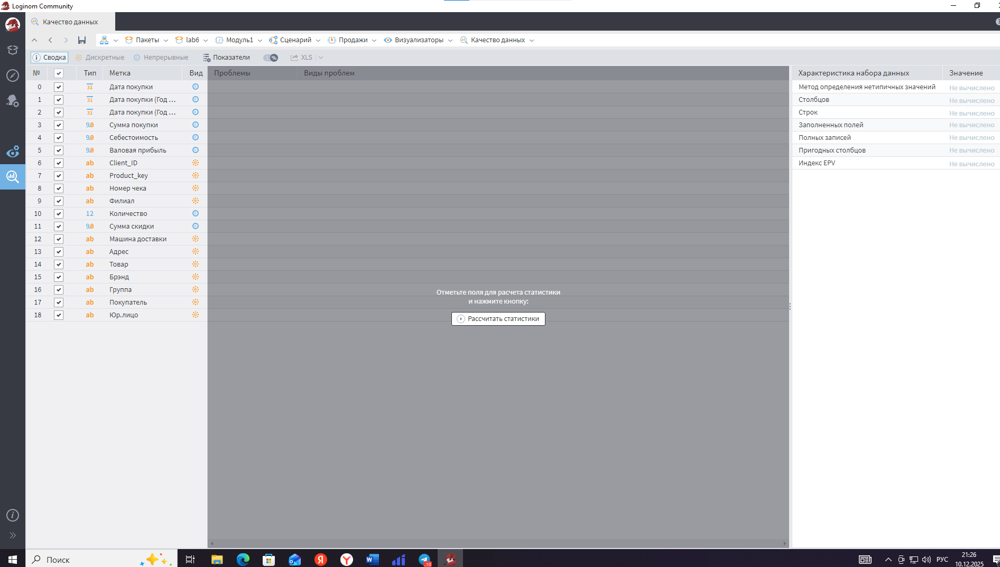 Loginom Community
Качество данных
Пакеты lab6 Модуль1 Сценарий Продажи Визуализаторы Качество данных
Сводка Дискретные Непрерывные Показатели % XLS
№ Тип Метка Вид Проблемы Виды проблем Характеристика набора данных Значение
0 31 Дата покупки Метод определения нетипичных значений Не вычислено
1 31 Дата покупки (Год ... Столбцов Не вычислено
2 31 Дата покупки (Год ... Строк Не вычислено
3 9.0 Сумма покупки Заполненных полей Не вычислено
4 9.0 Себестоимость Полных записей Не вычислено
5 9.0 Валовая прибыль Пригодных столбцов Не вычислено
6 ab Client_ID Индекс EPV Не вычислено
7 ab Product_key
8 ab Номер чека
9 ab Филиал
10 12 Количество
11 9.0 Сумма скидки
12 ab Машина доставки
13 ab Адрес
14 ab Товар
15 ab Брэнд
16 ab Группа
17 ab Покупатель
18 ab Юр.лицо
Отметьте поля для расчета статистики
и нажмите кнопку:
Рассчитать статистики
Поиск
РУС
21:26
10.12.2025